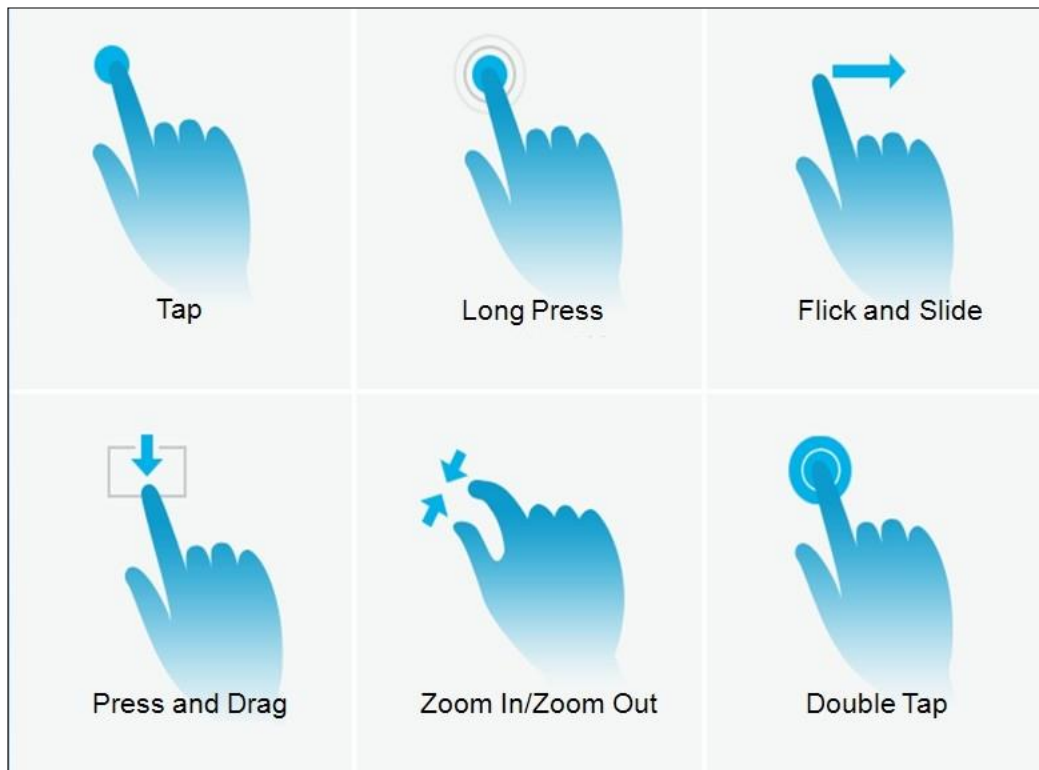 Tap
Long Press
Flick and Slide
Press and Drag
Zoom In/Zoom Out
Double Tap